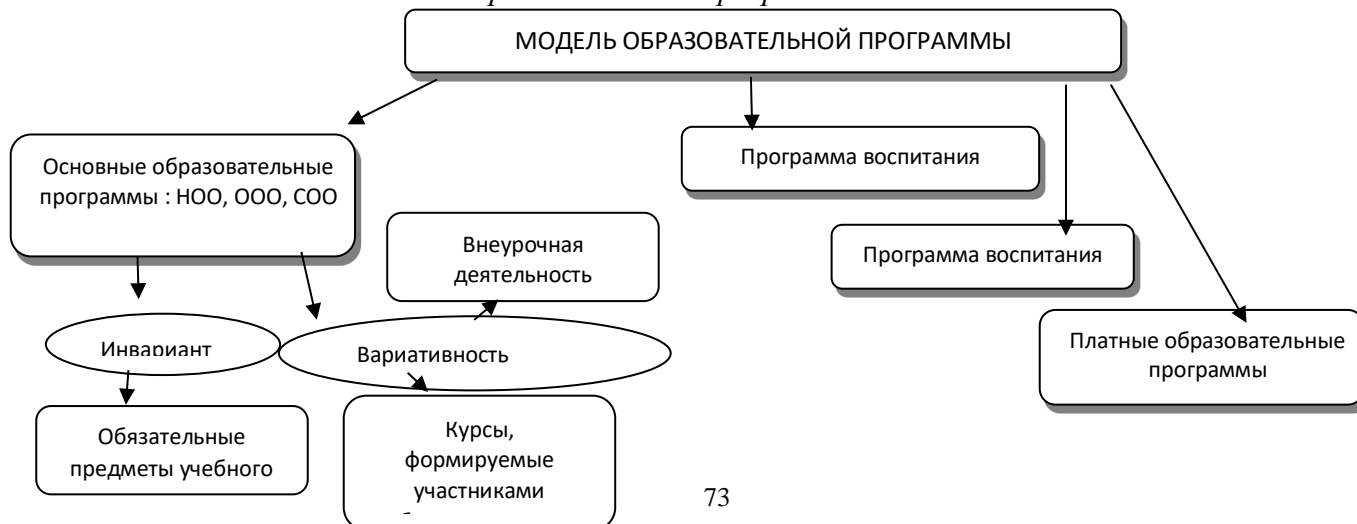 МОДЕЛЬ ОБРАЗОВАТЕЛЬНОЙ ПРОГРАММЫ
Основные образовательные
программы : НОО, ООО, СОО
Программа воспитания
Внеурочная
деятельность
Программа воспитания
Инвариант
Вариативность
Платные образовательные
программы
Обязательные
предметы учебного
Курсы,
формируемые
участниками
73